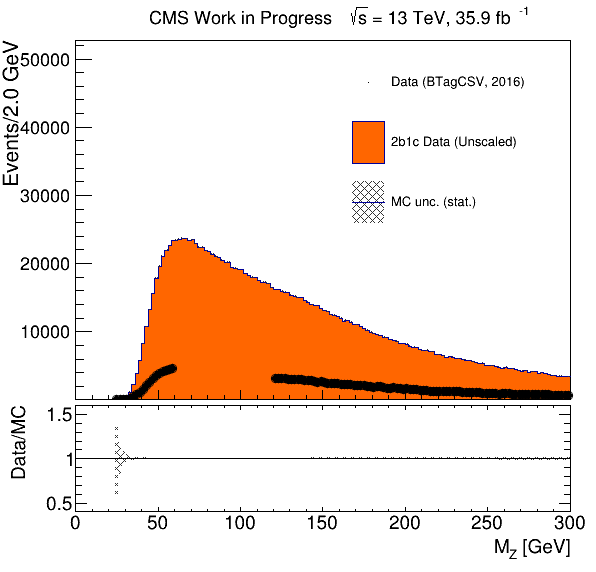 CMS Work in Progress √s = 13 TeV, 35.9 fb -1
Events/2.0 GeV
50000
40000
30000
20000
10000
Data (BTagCSV, 2016)
2b1c Data (Unscaled)
MC unc. (stat.)
Data/MC
1.5
1
0.5
0 50 100 150 200 250 300
MZ [GeV]